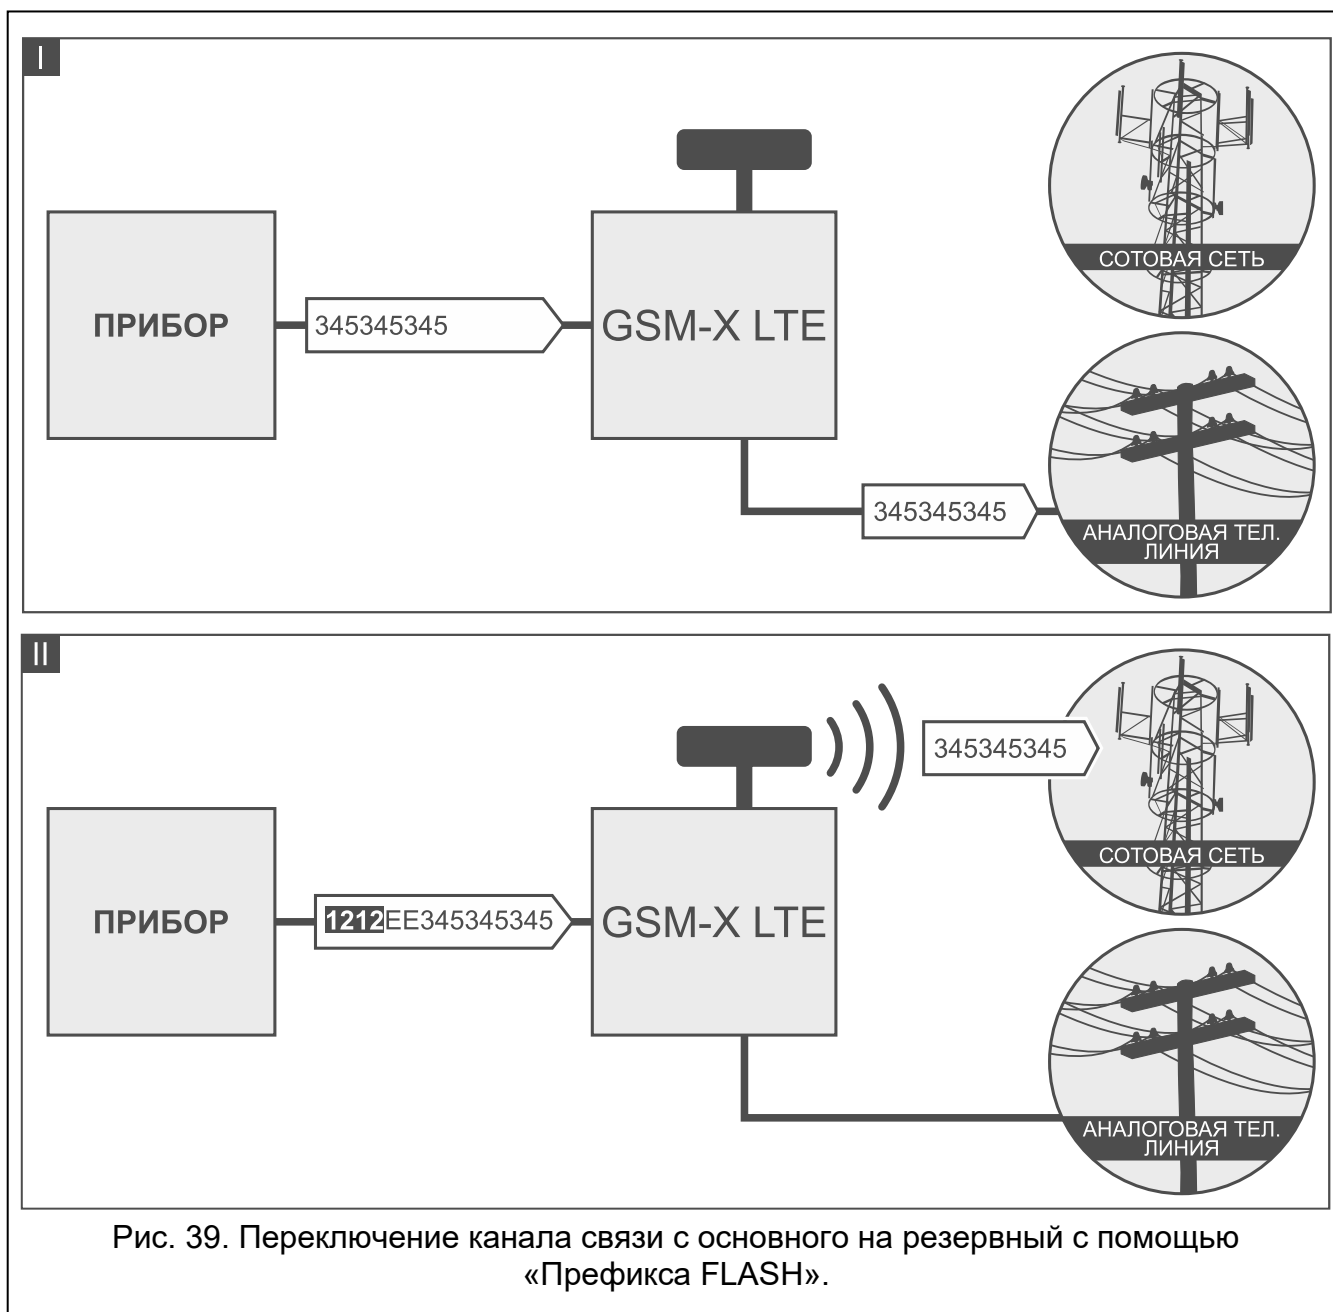 I
СОТОВАЯ СЕТЬ
ПРИБОР
345345345
GSM-X LTE
345345345
АНАЛОГОВАЯ ТЕЛ.
ЛИНИЯ
II
345345345
СОТОВАЯ СЕТЬ
ПРИБОР
1212EE345345345
GSM-X LTE
АНАЛОГОВАЯ ТЕЛ.
ЛИНИЯ
Рис. 39. Переключение канала связи с основного на резервный с помощью
«Префикса FLASH».